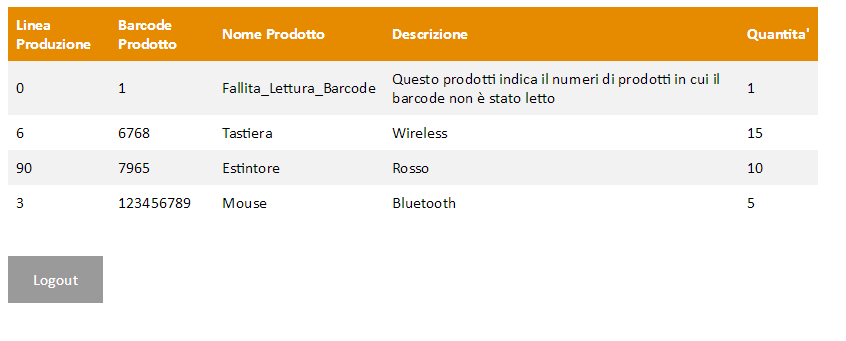 Linea Produzione Barcode Prodotto Nome Prodotto Descrizione Quantita'
0 1 Fallita_Lettura_Barcode Questo prodotti indica il numeri di prodotti in cui il barcode non è stato letto 1
6 6768 Tastiera Wireless 15
90 7965 Estintore Rosso 10
3 123456789 Mouse Bluetooth 5
Logout